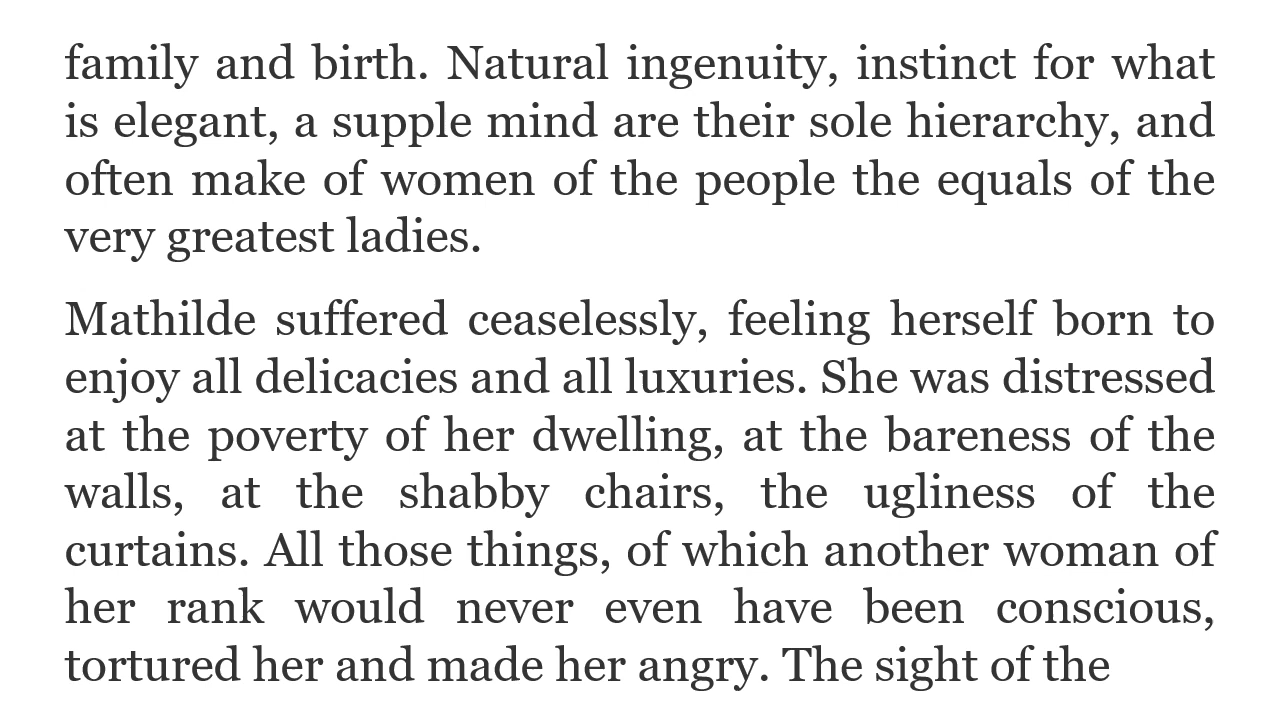 family and birth. Natural ingenuity, instinct for what
is elegant, a supple mind are their sole hierarchy, and
often make of women of the people the equals of the
very greatest ladies.
Mathilde suffered ceaselessly, feeling herself born to
enjoy all delicacies and all luxuries. She was distressed
at the poverty of her dwelling, at the bareness of the
walls, at the shabby chairs, the ugliness of the
curtains. All those things, of which another woman of
her rank would never even have been conscious,
tortured her and made her angry. The sight of the